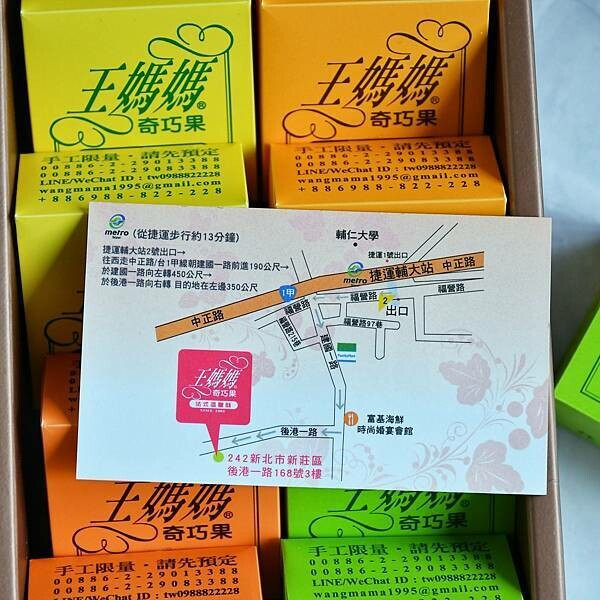 王媽媽®
奇巧果
手工限量‧請先預定
00886-2-29013388
00886-2-29083388
LINE/WeChat ID : tw0988822228
wangmama1995@gmail.com
+886988-822-228
王媽媽®
奇巧果
手工限量‧請先預定
00886-2-29013388
00886-2-29083388
LINE/WeChat ID : tw0988822228
wangmama1995@gmail.com
+886988-822-228
metro (從捷運步行約13分鐘)
捷運輔大站2號出口→
往西走中正路/台1甲線朝建國一路前進190公尺→
於建國一路向左轉450公尺→
於後港一路向右轉 目的地在左邊350公尺
輔仁大學
捷運1號出口
metro 捷運輔大站 中正路
1甲
福營路
福營路
2
出口
中正路
福營路97巷
建國一路
FamilyMart
王媽媽
奇巧果
富基海鮮
時尚婚宴會館
後港一路
242新北市新莊區
後港一路168號3樓
王媽媽®
奇巧果
手工限量‧請先預定
00886-2-29013388
00886-2-29083388
LINE/WeChat ID : tw0988822228
王媽媽®
奇巧果
手工限量‧請先預定
00886-2-29013388
00886-2-29083388
LINE/WeChat ID : tw0988822228